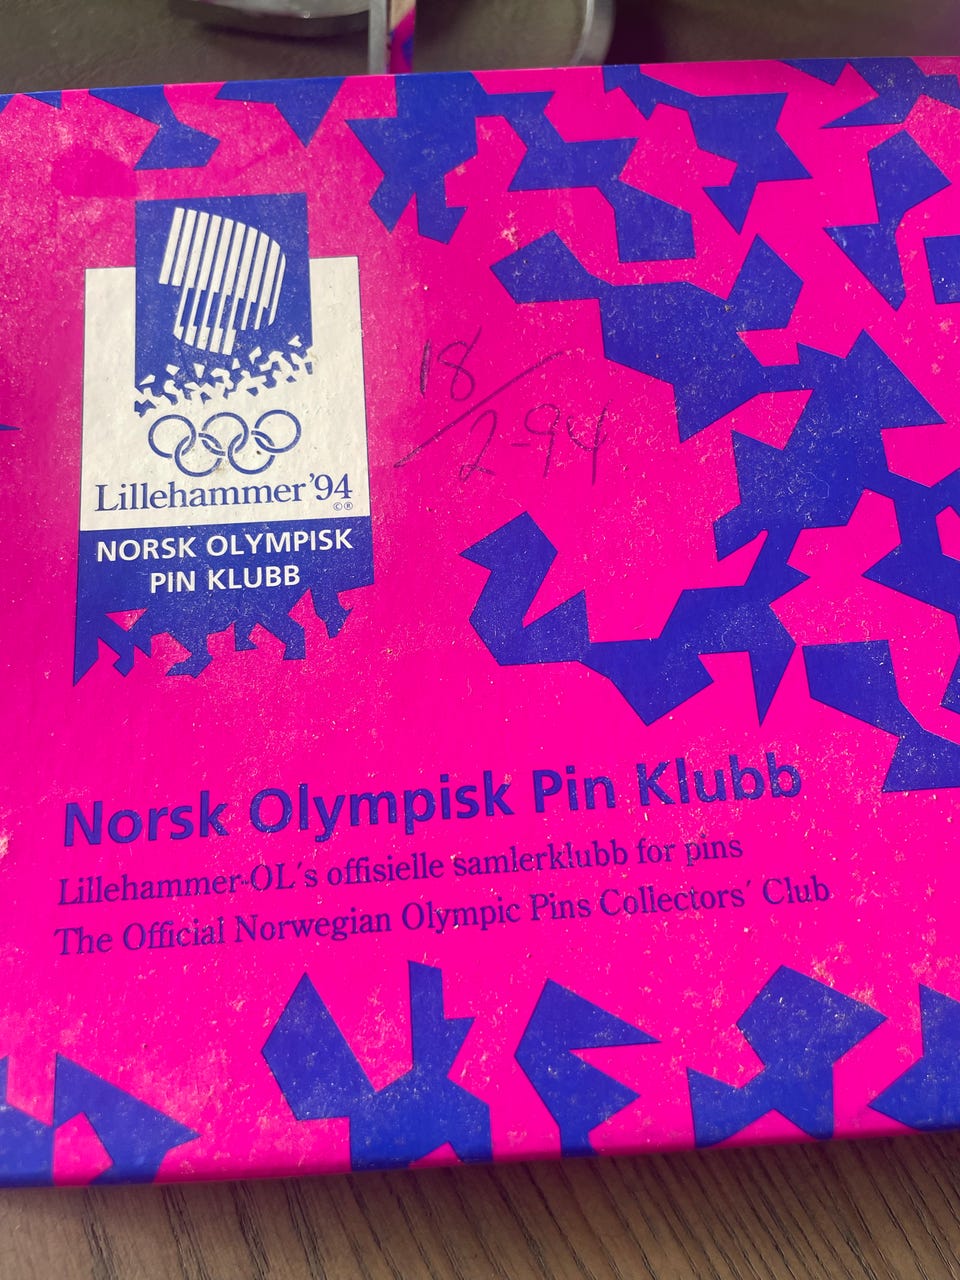 Lillehammer '94
©®
NORSK OLYMPISK
PIN KLUBB
18/2-94
Norsk Olympisk Pin Klubb
Lillehammer-OL´s offisielle samlerklubb for pins
The Official Norwegian Olympic Pins Collectors´ Club